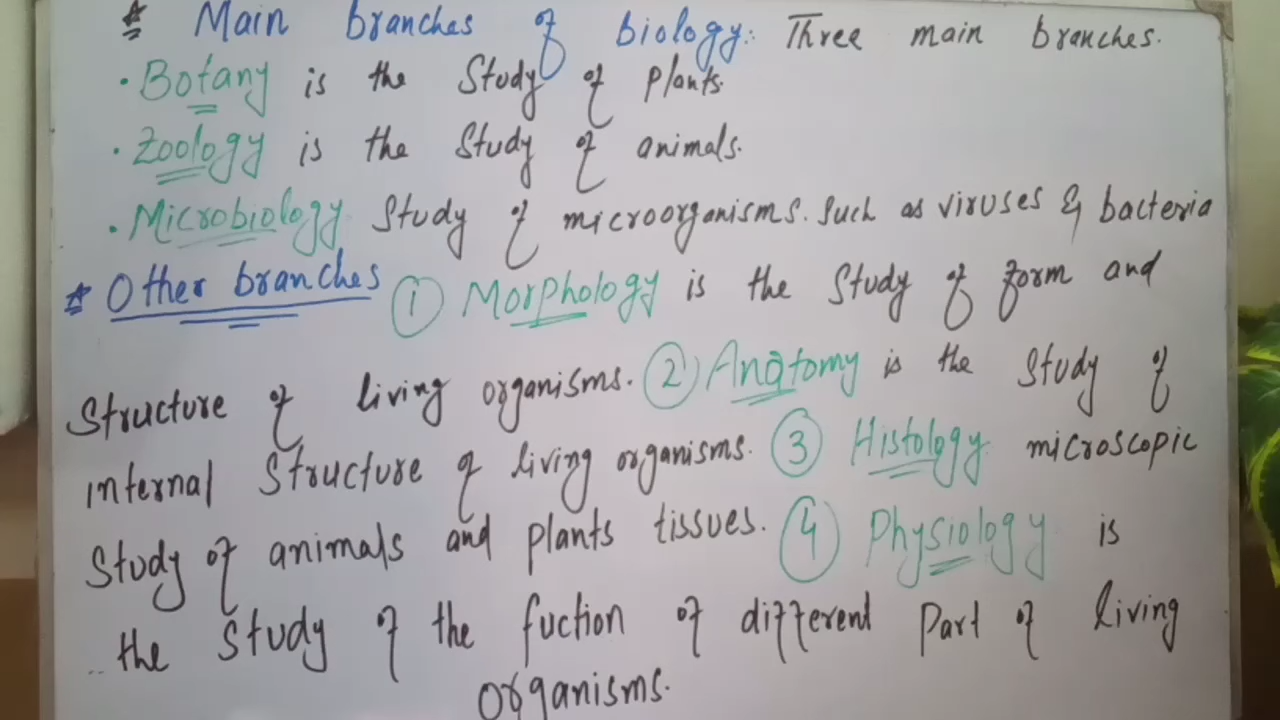 * Main branches of biology: Three main branches.
· Botany is the Study of plants.
· Zoology is the Study of animals.
· Microbiology Study of microorganisms. Such as viruses & bacteria
* Other branches ① Morphology is the Study of form and
Structure of living organisms. ② Anatomy is the Study of
internal Structure of living organisms. ③ Histology microscopic
Study of animals and plants tissues. ④ Physiology is
the Study of the fuction of different Part of living
organisms.